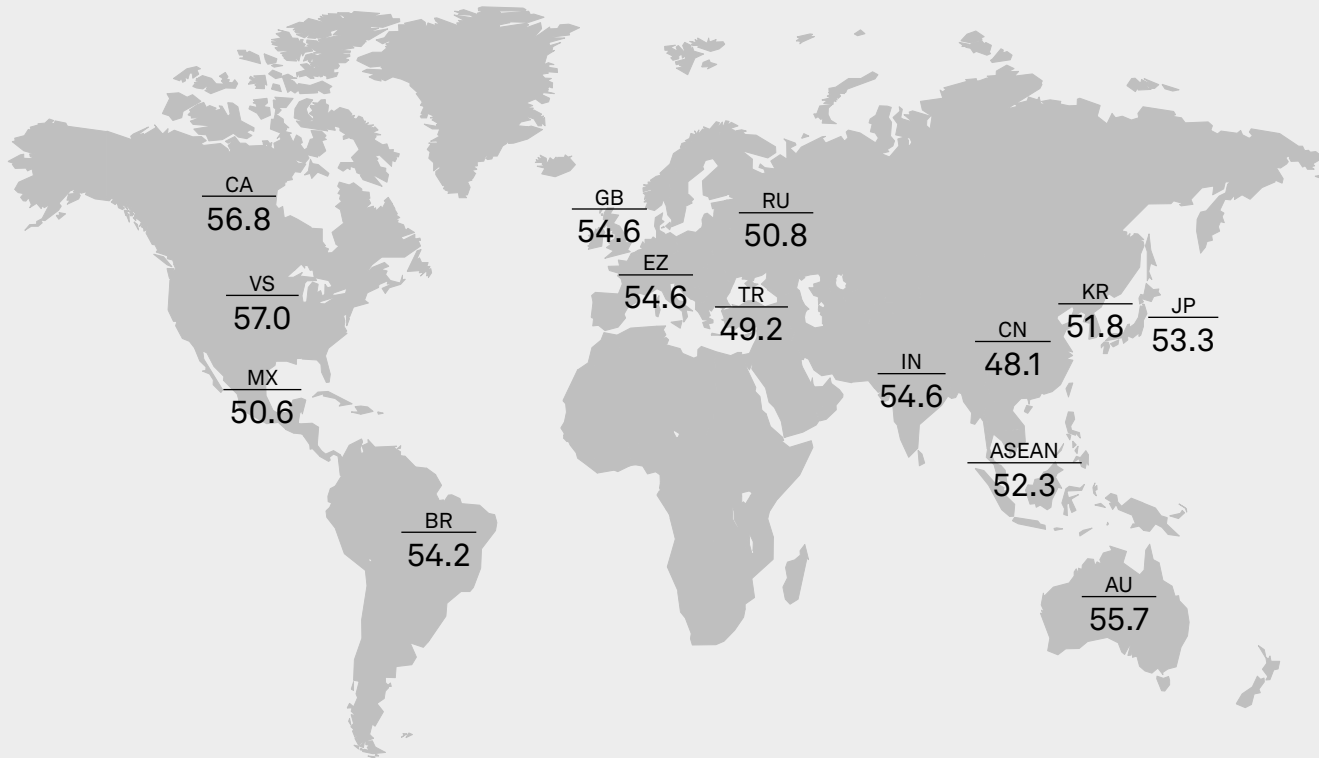 CA
56.8
GB
54.6
RU
50.8
EZ
54.6
VS
57.0
TR
49.2
KR
51.8
JP
53.3
CN
48.1
IN
54.6
MX
50.6
ASEAN
52.3
BR
54.2
AU
55.7